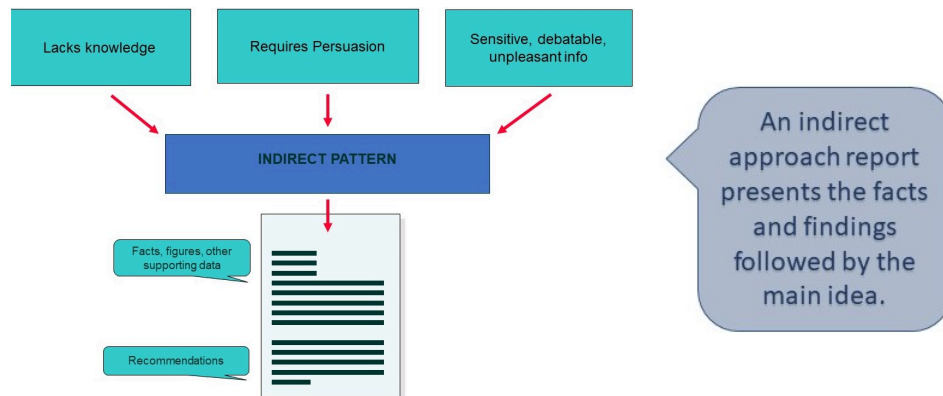 Lacks knowledge
Requires Persuasion
Sensitive, debatable,
unpleasant info
INDIRECT PATTERN
Facts, figures, other
supporting data
Recommendations
An indirect
approach report
presents the facts
and findings
followed by the
main idea.